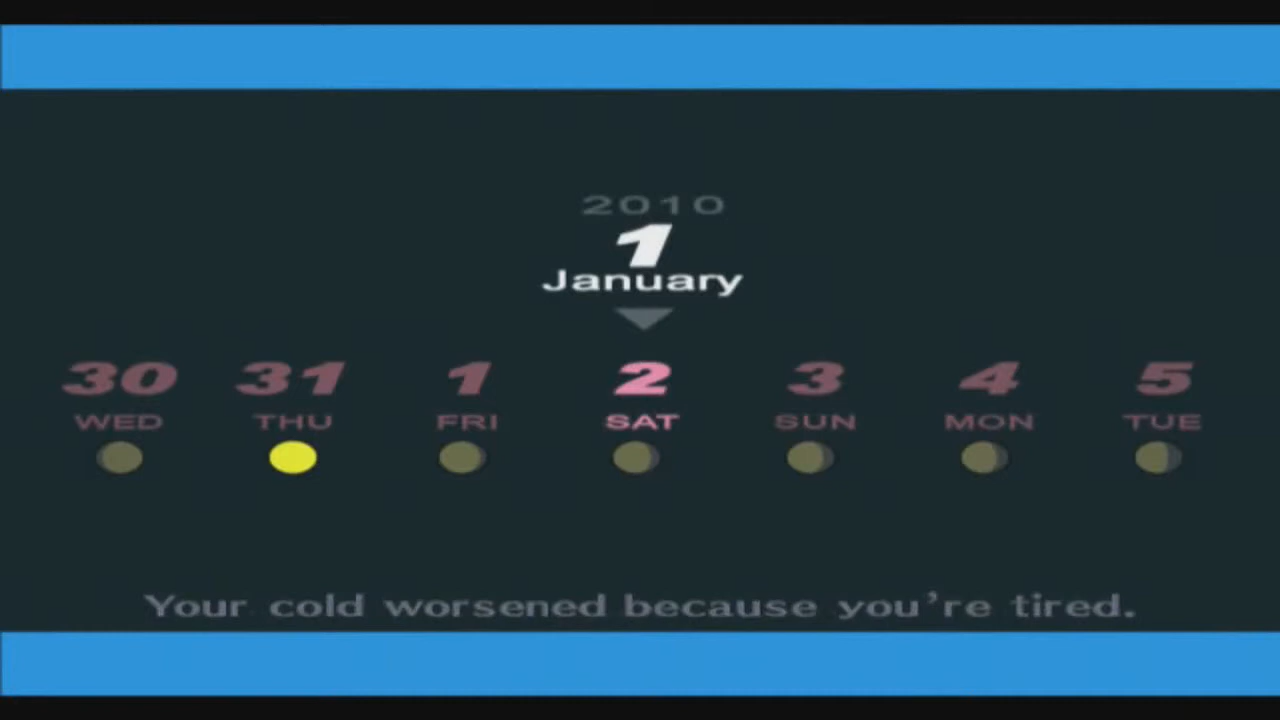 2010
1
January
30 31 1 2 3 4 5
WED THU FRI SAT SUN MON TUE
Your cold worsened because you're tired.